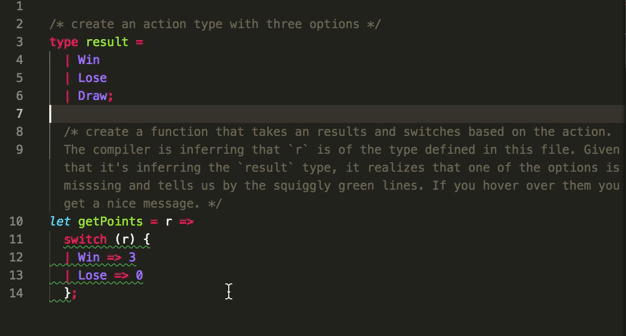 1
2 /* create an action type with three options */
3 type result =
4 | Win
5 | Lose
6 | Draw;
7
8 /* create a function that takes an results and switches based on the action.
9 The compiler is inferring that `r` is of the type defined in this file. Given
that it's inferring the `result` type, it realizes that one of the options is
misssing and tells us by the squiggly green lines. If you hover over them you
get a nice message. */
10 let getPoints = r =>
11 switch (r) {
12 | Win => 3
13 | Lose => 0
14 };